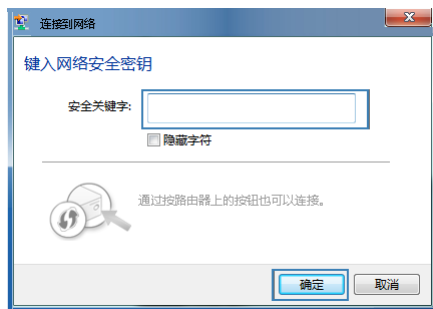 连接到网络
键入网络安全密钥
安全关键字:
隐藏字符
通过按路由器上的按钮也可以连接。
确定
取消